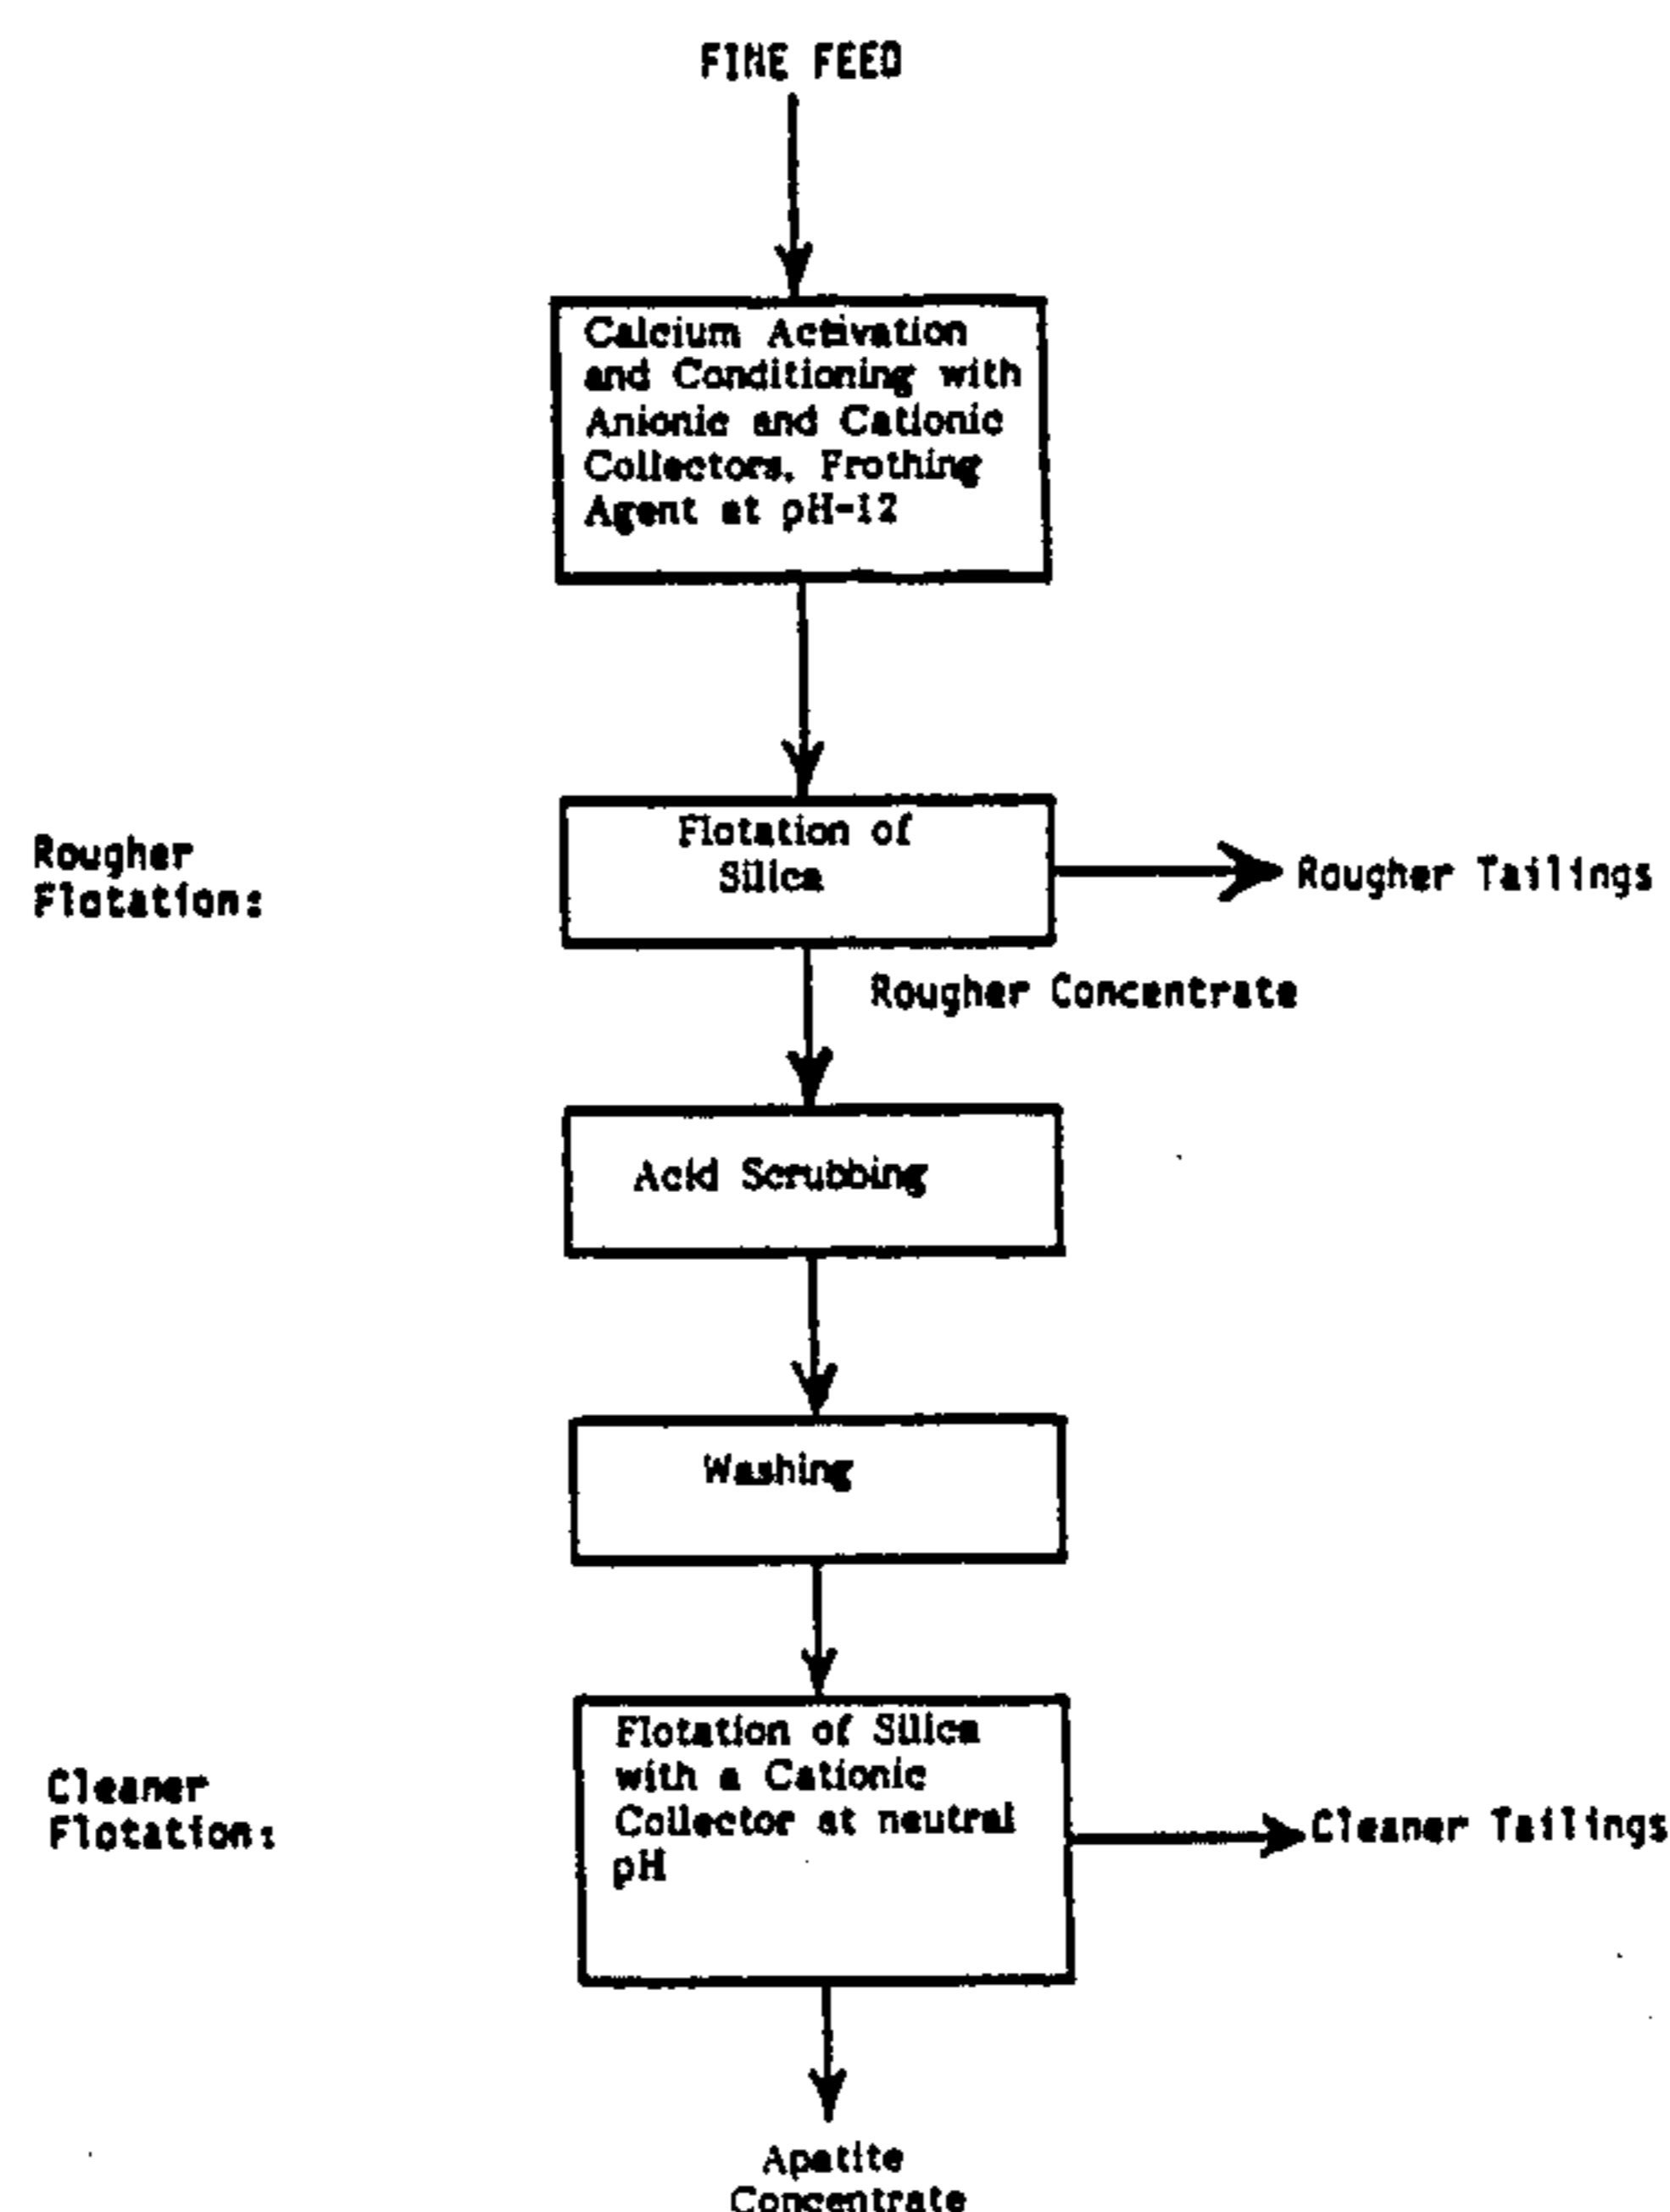 FINE FEED
Calcium Activation
and Conditioning with
Anionic and Cationic
Collectors, Frothing
Agent at pH-12
Rougher
Flotation:
Flotation of
Silica
Rougher Tailings
Rougher Concentrate
Acid Scrubbing
Washing
Cleaner
Flotation:
Flotation of Silica
with a Cationic
Collector at neutral
pH
Cleaner Tailings
Apatite
Concentrate